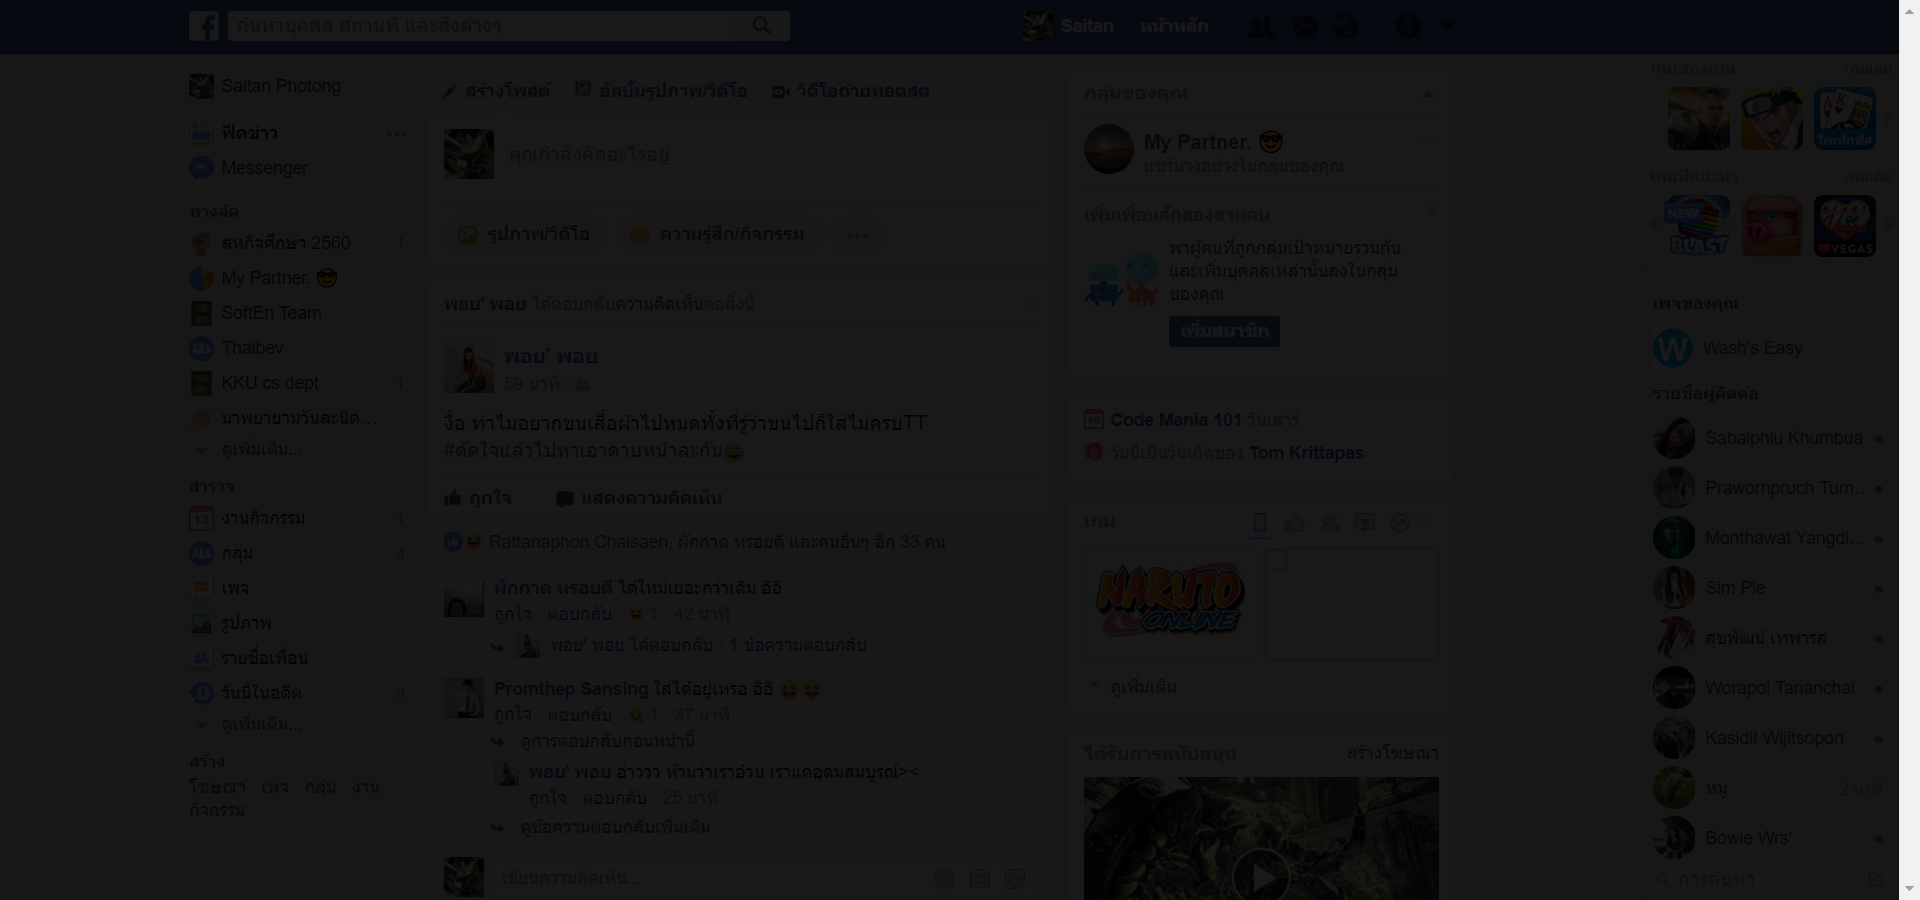 ค้นหาบุคคล สถานที่ และสิ่งต่างๆ
Saitan
หน้าหลัก
Saitan Photong
ฟีดข่าว
Messenger
ทางลัด
สหกิจศึกษา 2560 1
My Partner. 😎
SoftEn Team
Thaibev
KKU cs dept 1
มาพยายามวันละนิด...
ดูเพิ่มเติม...
สำรวจ
13 งานกิจกรรม 1
กลุ่ม 4
เพจ
รูปภาพ
รายชื่อเพื่อน
วันนี้ในอดีต 8
ดูเพิ่มเติม...
สร้าง
โฆษณา · เพจ · กลุ่ม · งาน
กิจกรรม
สร้างโพสต์
อัลบั้มรูปภาพ/วิดีโอ
วิดีโอถ่ายทอดสด
คุณกำลังคิดอะไรอยู่
รูปภาพ/วิดีโอ
ความรู้สึก/กิจกรรม
พอย' พอย ได้ตอบกลับความคิดเห็นต่อสิ่งนี้
พอย' พอย
59 นาที ·
งื้อ ทำไมอยากขนเสื้อผ้าไปหมดทั้งที่รู้ว่าขนไปก็ใส่ไม่ครบTT
#ตัดใจแล้วไปหาเอาดาบหน้าละกัน😂
ถูกใจ
แสดงความคิดเห็น
Rattanaphon Chaisaen, ผักกาด หร่อยดี และคนอื่นๆ อีก 33 คน
ผักกาด หร่อยดี ได้ใหม่เยอะกว่าเดิม อิอิ
ถูกใจ · ตอบกลับ · 1 · 42 นาที
พอย' พอย ได้ตอบกลับ · 1 ข้อความตอบกลับ
Promthep Sansing ใส่ได้อยู่เหรอ อิอิ 😝😝
ถูกใจ · ตอบกลับ · 1 · 37 นาที
ดูการตอบกลับก่อนหน้านี้
พอย' พอย อ่าววว ห้ามว่าเราอ้วน เราแค่อุดมสมบูรณ์><
ถูกใจ · ตอบกลับ · 25 นาที
ดูข้อความตอบกลับเพิ่มเติม
เขียนความคิดเห็น...
กลุ่มของคุณ
My Partner. 😎
แชร์บางอย่างในกลุ่มของคุณ
เพิ่มเพื่อนสักสองสามคน
พาผู้คนที่ถูกกลุ่มเป้าหมายรวมกัน
และเพิ่มบุคคลเหล่านั้นลงในกลุ่ม
ของคุณ
เพิ่มสมาชิก
Code Mania 101 วันเสาร์
วันนี้เป็นวันเกิดของ Tom Krittapas
เกม
NARUTO
ONLINE
ดูเพิ่มเติม
ได้รับการสนับสนุน
สร้างโฆษณา
เกมของคุณ
เพิ่มเติม
A K
ไพ่เท็กซัส
เกมที่แนะนำ
เพิ่มเติม
NEW
BLAST
VEGAS
เพจของคุณ
W Wash's Easy
รายชื่อผู้ติดต่อ
Sabaiphlu Khumbua
Prawornpruch Tum...
Monthawat Yangdi...
Sim Ple
สุขพัฒน์ เทพารส
Worapol Tananchai
Kasidit Wijitsopon
หมู 2 นาที
Bowie Wrs'
การค้นหา